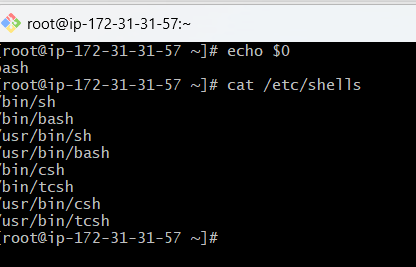 root@ip-172-31-31-57:~
[root@ip-172-31-31-57 ~]# echo $0
bash
[root@ip-172-31-31-57 ~]# cat /etc/shells
/bin/sh
/bin/bash
/usr/bin/sh
/usr/bin/bash
/bin/csh
/bin/tcsh
/usr/bin/csh
/usr/bin/tcsh
[root@ip-172-31-31-57 ~]#